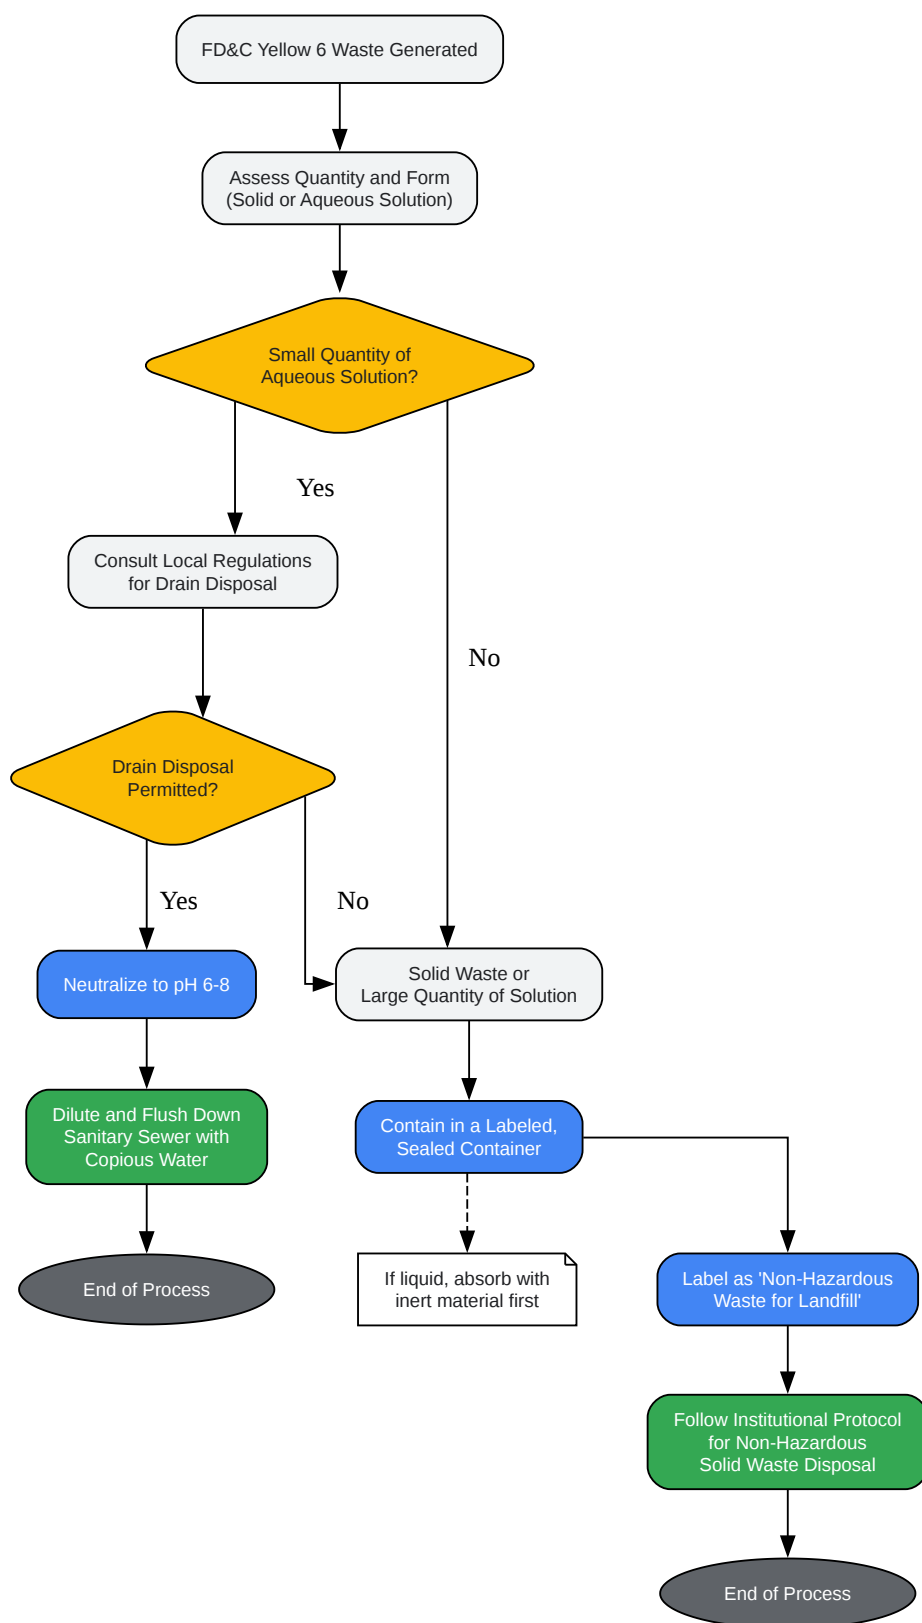 FD&C Yellow 6 Waste Generated
Assess Quantity and Form
(Solid or Aqueous Solution)
Small Quantity of
Aqueous Solution?
Yes
Consult Local Regulations
for Drain Disposal
No
Drain Disposal
Permitted?
Yes
No
Neutralize to pH 6-8
Solid Waste or
Large Quantity of Solution
Dilute and Flush Down
Sanitary Sewer with
Copious Water
Contain in a Labeled,
Sealed Container
End of Process
If liquid, absorb with
inert material first
Label as 'Non-Hazardous
Waste for Landfill'
Follow Institutional Protocol
for Non-Hazardous
Solid Waste Disposal
End of Process